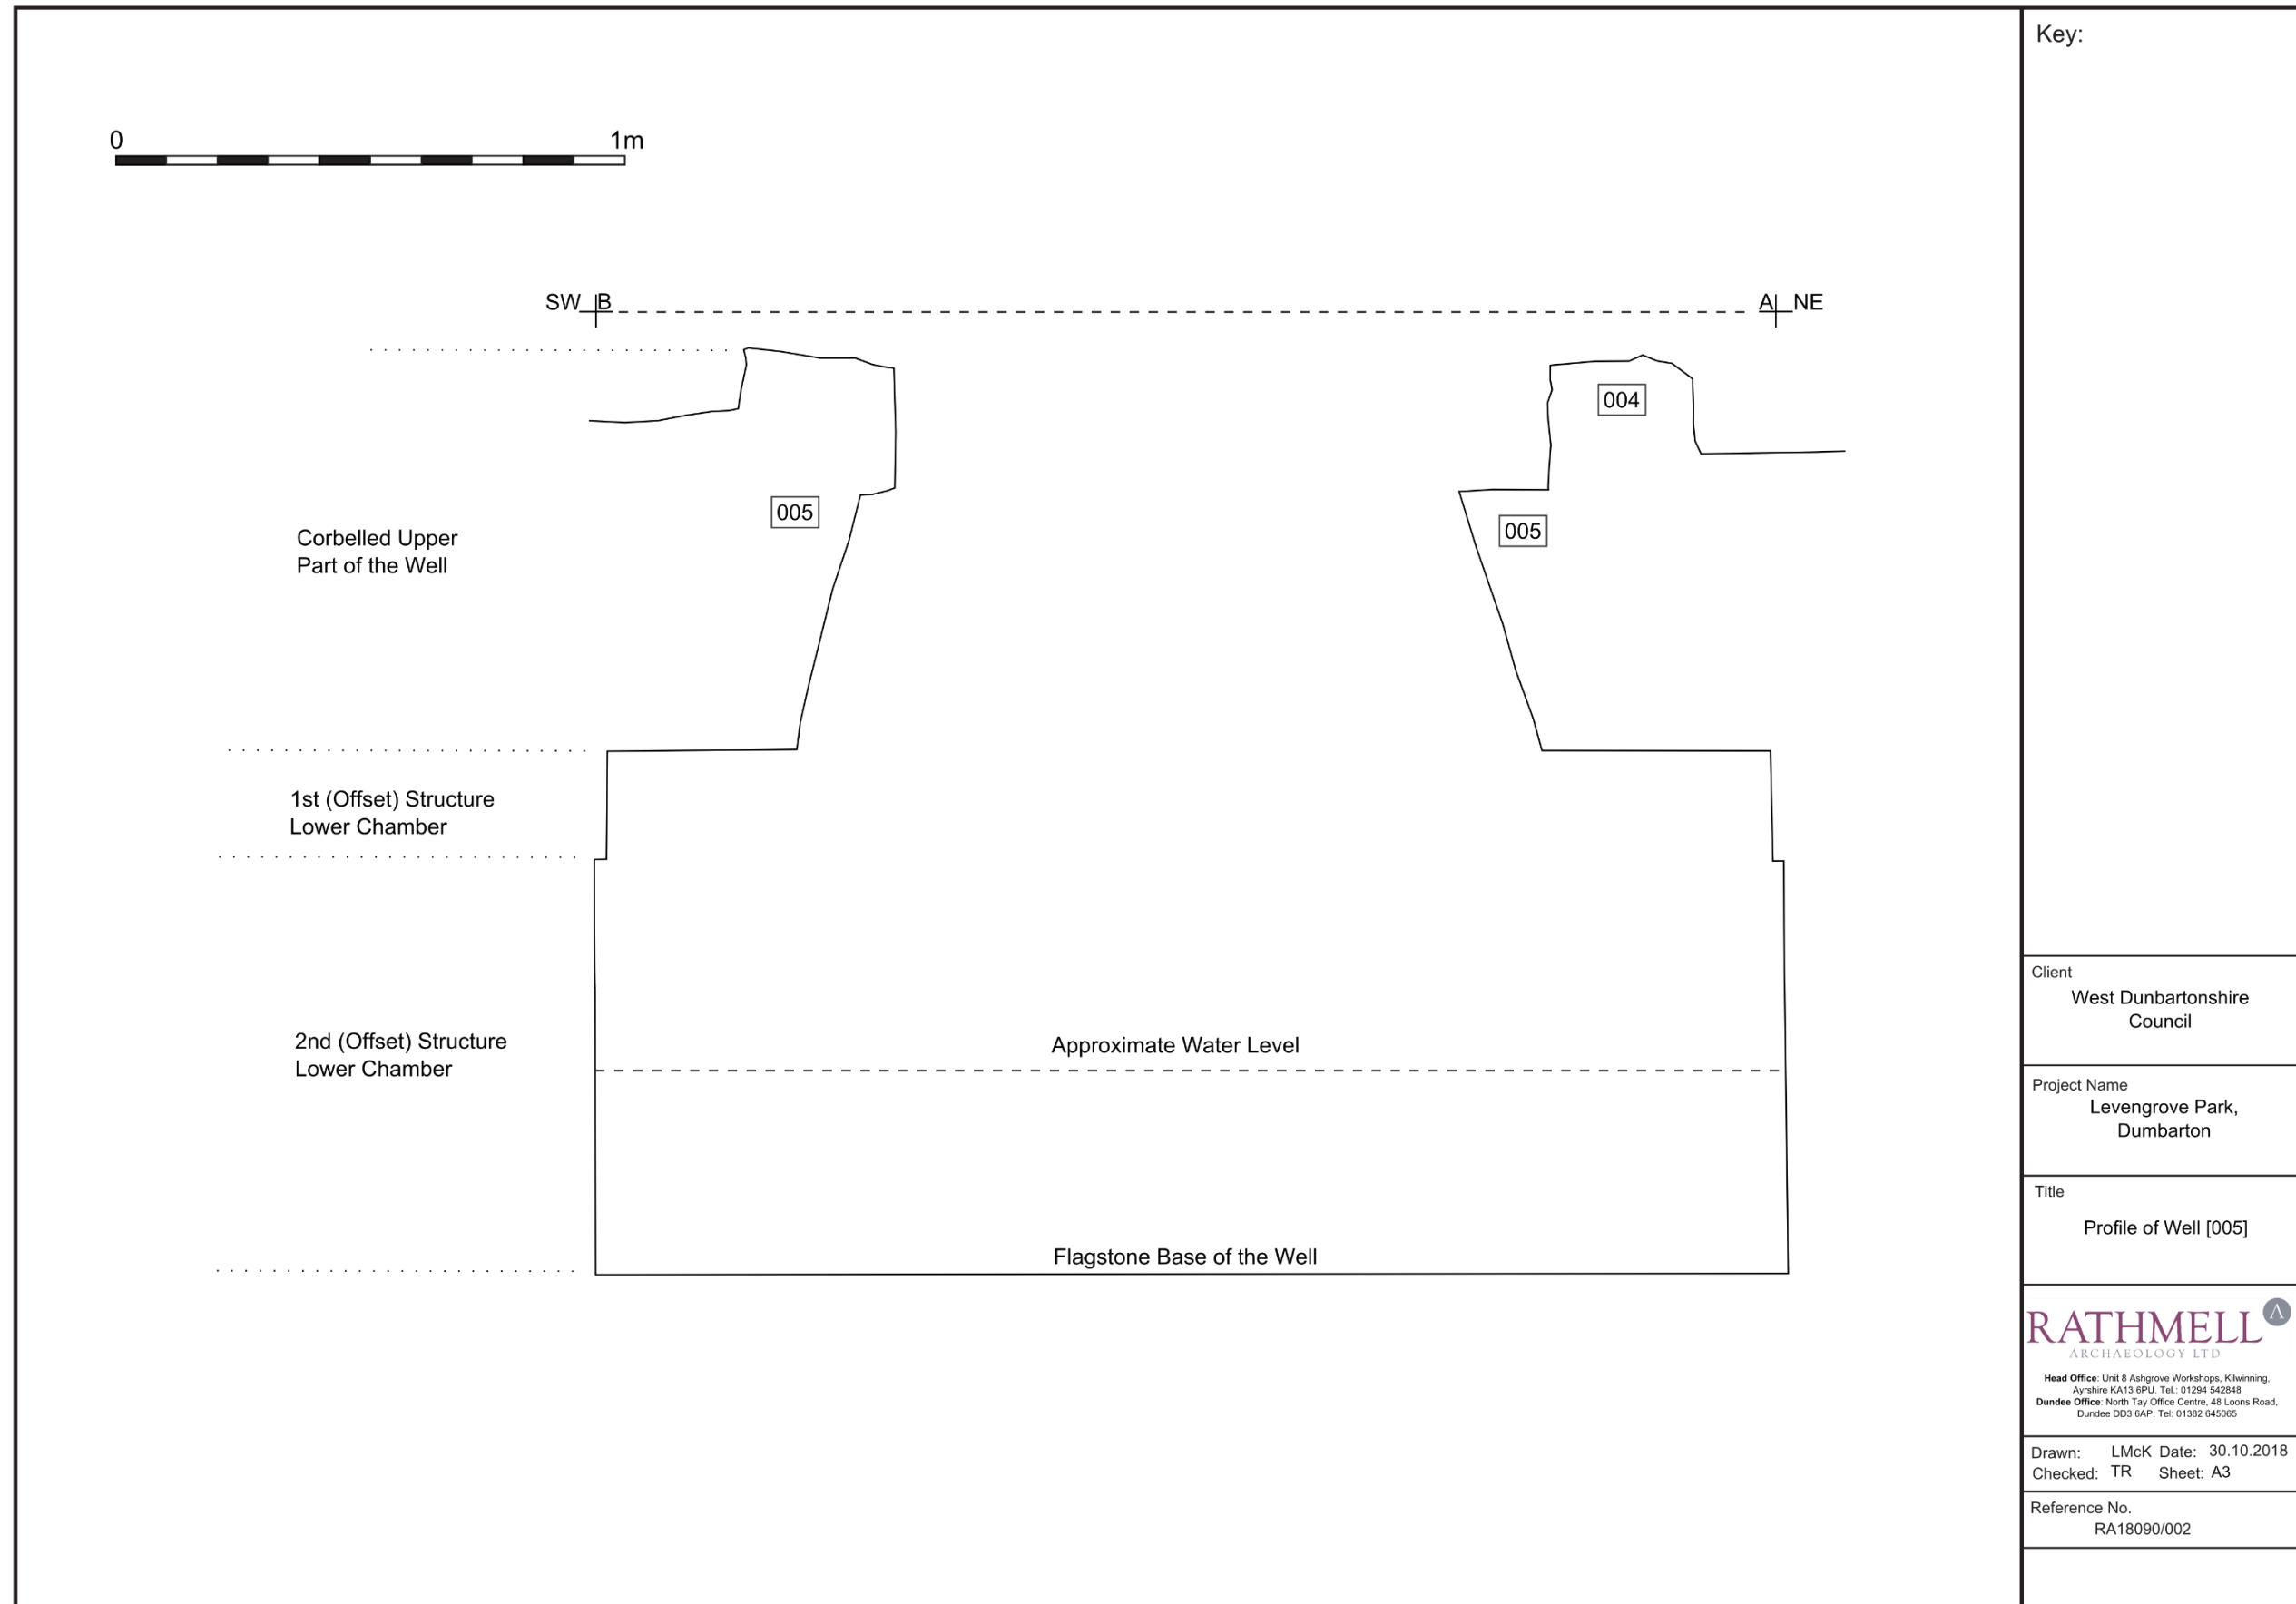 0 1m
SW B A NE
004
005
005
Corbelled Upper
Part of the Well
1st (Offset) Structure
Lower Chamber
2nd (Offset) Structure
Lower Chamber
Approximate Water Level
Flagstone Base of the Well
Key:
Client
West Dunbartonshire
Council
Project Name
Levengrove Park,
Dumbarton
Title
Profile of Well [005]
RATHMELL Λ
ΛRCHΛEOLOGY LTD
Head Office: Unit 8 Ashgrove Workshops, Kilwinning,
Ayrshire KA13 6PU. Tel.: 01294 542848
Dundee Office: North Tay Office Centre, 48 Loons Road,
Dundee DD3 6AP. Tel: 01382 645065
Drawn: LMcK Date: 30.10.2018
Checked: TR Sheet: A3
Reference No.
RA18090/002